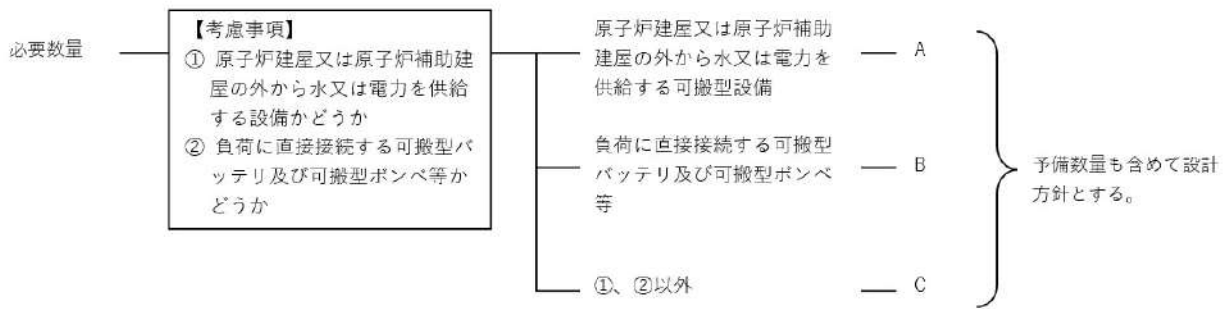 必要数量
【考慮事項】
① 原子炉建屋又は原子炉補助建
屋の外から水又は電力を供給
する設備かどうか
② 負荷に直接接続する可搬型バ
ッテリ及び可搬型ボンベ等か
どうか
原子炉建屋又は原子炉補助
建屋の外から水又は電力を
供給する可搬型設備
A
負荷に直接接続する可搬型
バッテリ及び可搬型ボンベ
等
B
①、②以外
C
予備数量も含めて設計
方針とする。